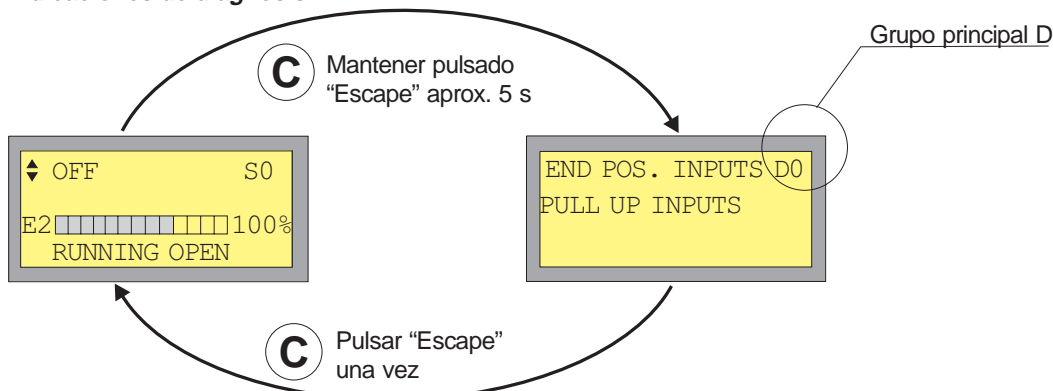 Grupo principal D
C Mantener pulsado
“Escape” aprox. 5 s
OFF S0
E2 100%
RUNNING OPEN
END POS. INPUTS D0
PULL UP INPUTS
C Pulsar “Escape”
una vez